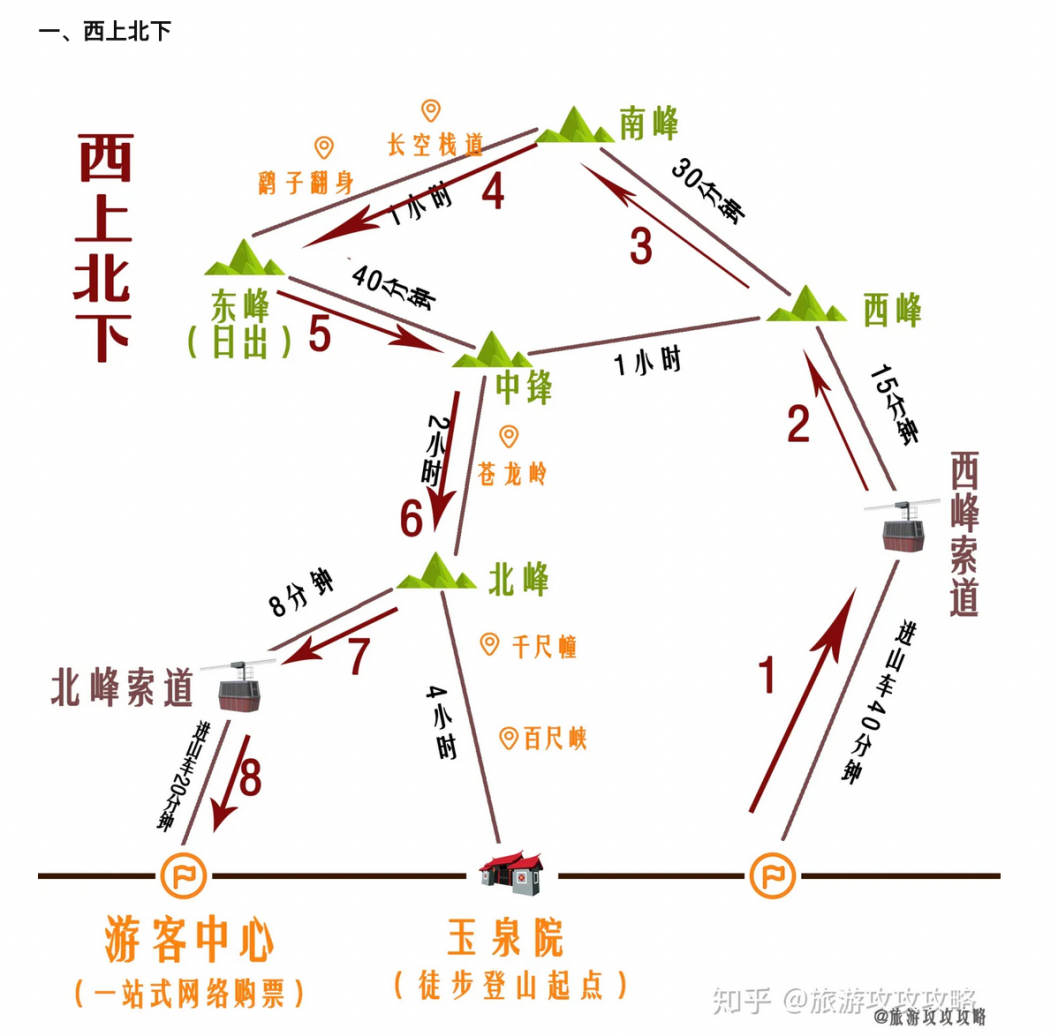 一、西上北下
西上北下
南峰
长空栈道
鹞子翻身
1小时
4
30分钟
3
东峰
(日出)
40分钟
5
西峰
中锋
1小时
15分钟
2
2小时
苍龙岭
6
西峰索道
北峰
8分钟
7
千尺幢
北峰索道
4小时
百尺峡
1
进山车40分钟
进山车20分钟
8
游客中心
(一站式网络购票)
玉泉院
(徒步登山起点)
知乎 @旅游攻攻攻略
@旅游攻攻攻略